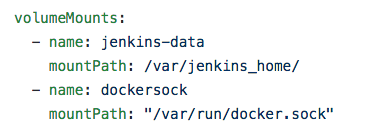 volumeMounts:
  - name: jenkins-data
    mountPath: /var/jenkins_home/
  - name: dockersock
    mountPath: "/var/run/docker.sock"